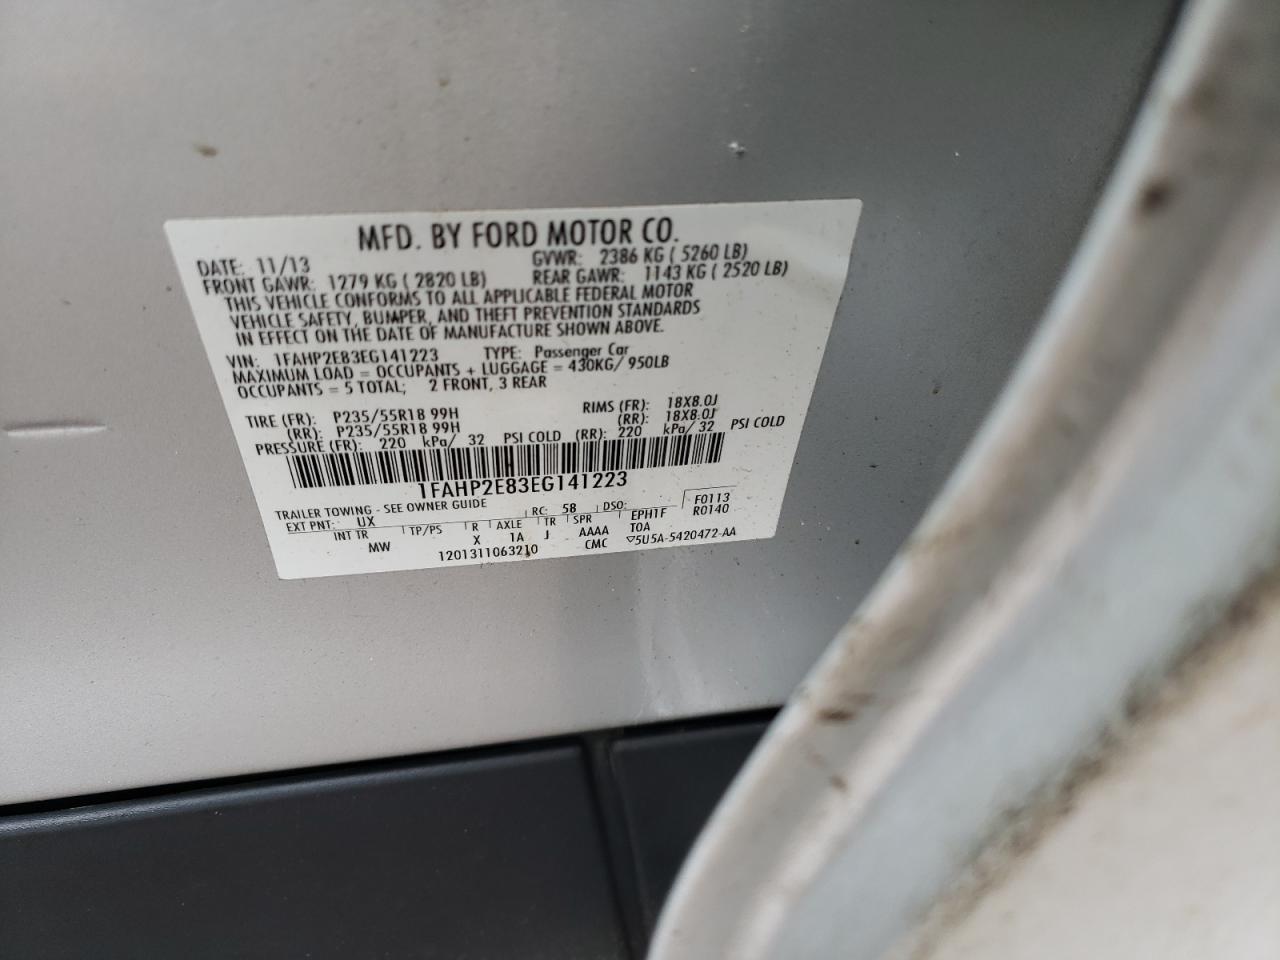 MFD. BY FORD MOTOR CO.
DATE: 11/13 GVWR: 2386 KG ( 5260 LB)
FRONT GAWR: 1279 KG ( 2820 LB) REAR GAWR: 1143 KG ( 2520 LB)
THIS VEHICLE CONFORMS TO ALL APPLICABLE FEDERAL MOTOR
VEHICLE SAFETY, BUMPER, AND THEFT PREVENTION STANDARDS
IN EFFECT ON THE DATE OF MANUFACTURE SHOWN ABOVE.
VIN: 1FAHP2E83EG141223 TYPE: Passenger Car
MAXIMUM LOAD = OCCUPANTS + LUGGAGE = 430KG/ 950LB
OCCUPANTS = 5 TOTAL; 2 FRONT, 3 REAR
TIRE (FR): P235/55R18 99H RIMS (FR): 18X8.0J
(RR): P235/55R18 99H (RR): 18X8.0J
PRESSURE (FR): 220 kPa/ 32 PSI COLD (RR): 220 kPa/ 32 PSI COLD
1FAHP2E83EG141223
TRAILER TOWING - SEE OWNER GUIDE RC: 58 DSO: F0113
EXT PNT: UX R0140
INT TR TP/PS R AXLE TR SPR EPH1F
MW X 1A J AAAA TOA
1201311063210 CMC ▽5U5A-5420472-AA